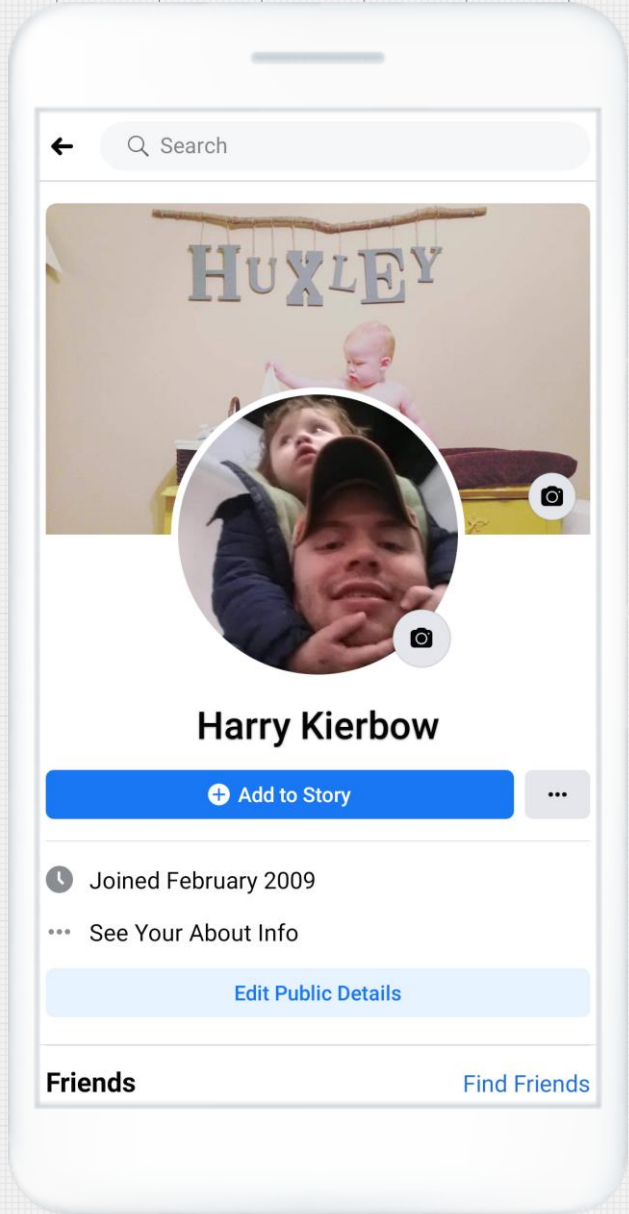 Search
HUXLEY
Harry Kierbow
Add to Story
Joined February 2009
See Your About Info
Edit Public Details
Friends
Find Friends